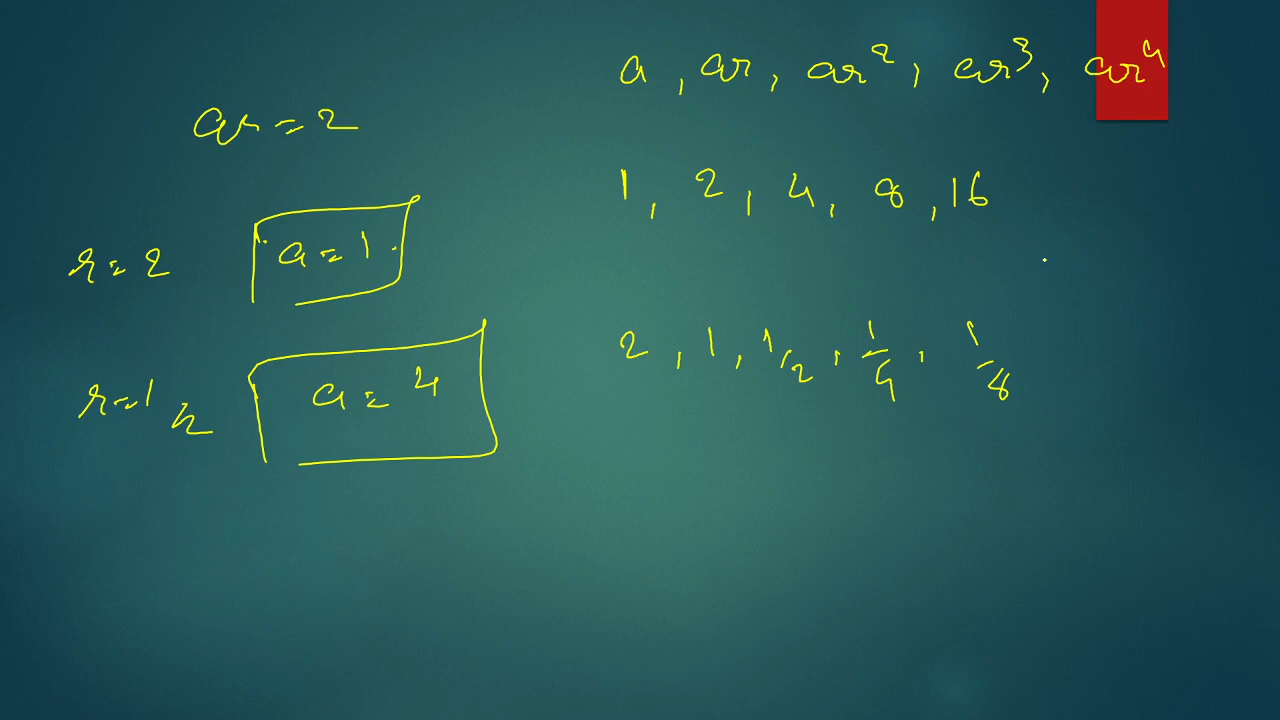 a, ar, ar², ar³, ar⁴
ar = 2
1, 2, 4, 8, 16
r = 2 a = 1
2, 1, 1/2, 1/4, 1/8
r = 1/2 a = 4